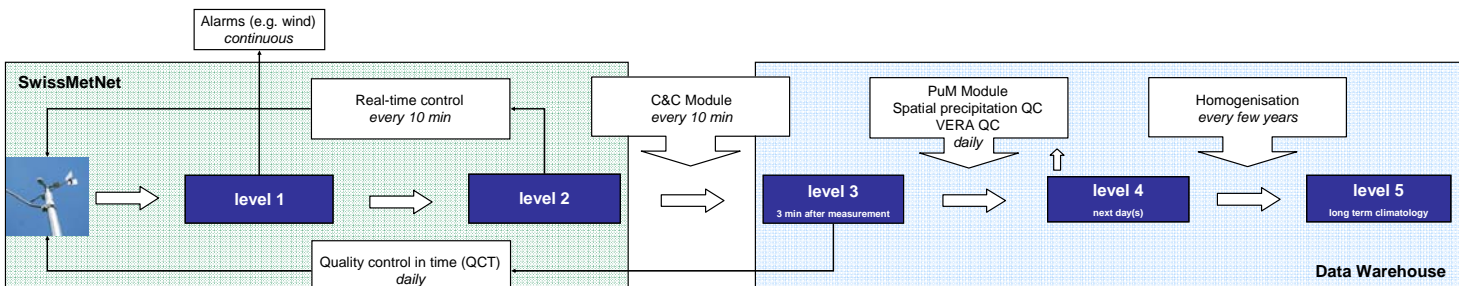 Alarms (e.g. wind)
continuous
SwissMetNet
Real-time control
every 10 min
C&C Module
every 10 min
PuM Module
Spatial precipitation QC
VERA QC
daily
Homogenisation
every few years
level 1
level 2
level 3
3 min after measurement
level 4
next day(s)
level 5
long term climatology
Quality control in time (QCT)
daily
Data Warehouse